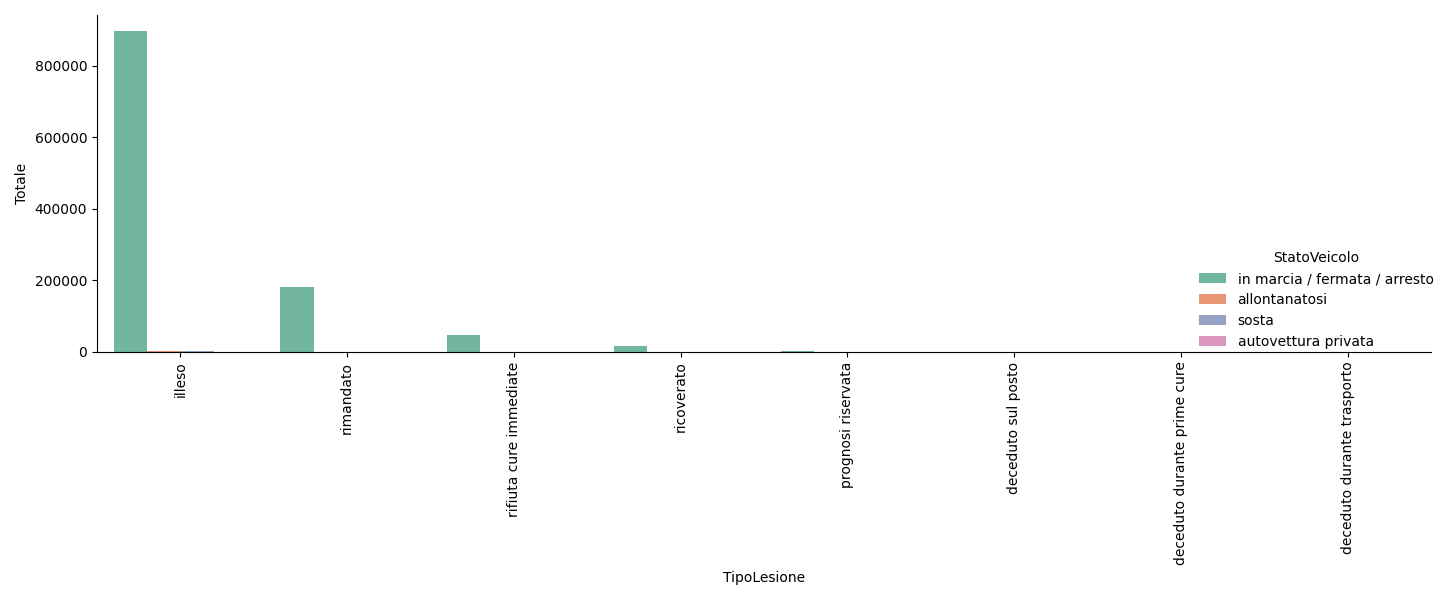 Totale
800000
600000
400000
200000
0
illeso
rimandato
rifiuta cure immediate
ricoverato
prognosi riservata
deceduto sul posto
deceduto durante prime cure
deceduto durante trasporto
TipoLesione
StatoVeicolo
in marcia / fermata / arresto
allontanatosi
sosta
autovettura privata